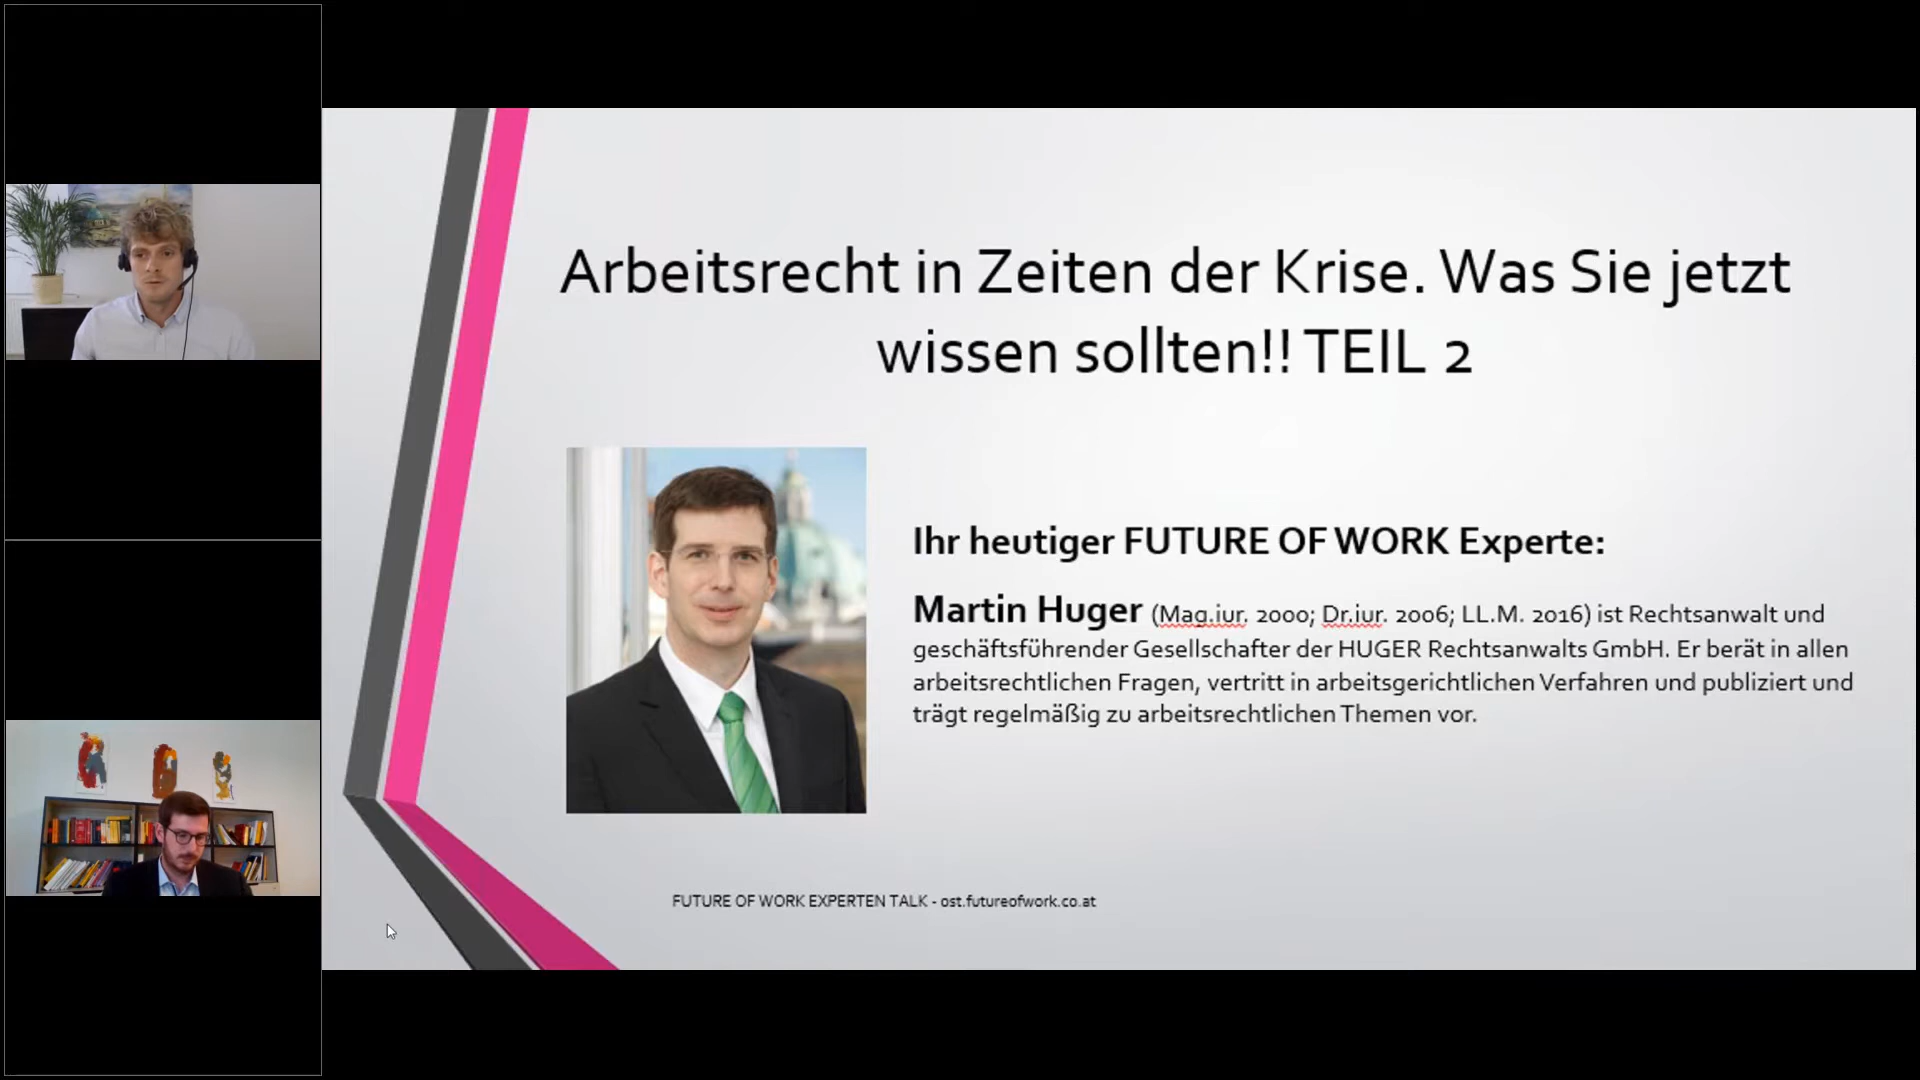 Arbeitsrecht in Zeiten der Krise. Was Sie jetzt
wissen sollten!! TEIL 2
Ihr heutiger FUTURE OF WORK Experte:
Martin Huger (Mag.iur. 2000; Dr.iur. 2006; LL.M. 2016) ist Rechtsanwalt und
geschäftsführender Gesellschafter der HUGER Rechtsanwalts GmbH. Er berät in allen
arbeitsrechtlichen Fragen, vertritt in arbeitsgerichtlichen Verfahren und publiziert und
trägt regelmäßig zu arbeitsrechtlichen Themen vor.
FUTURE OF WORK EXPERTEN TALK - ost.futureofwork.co.at